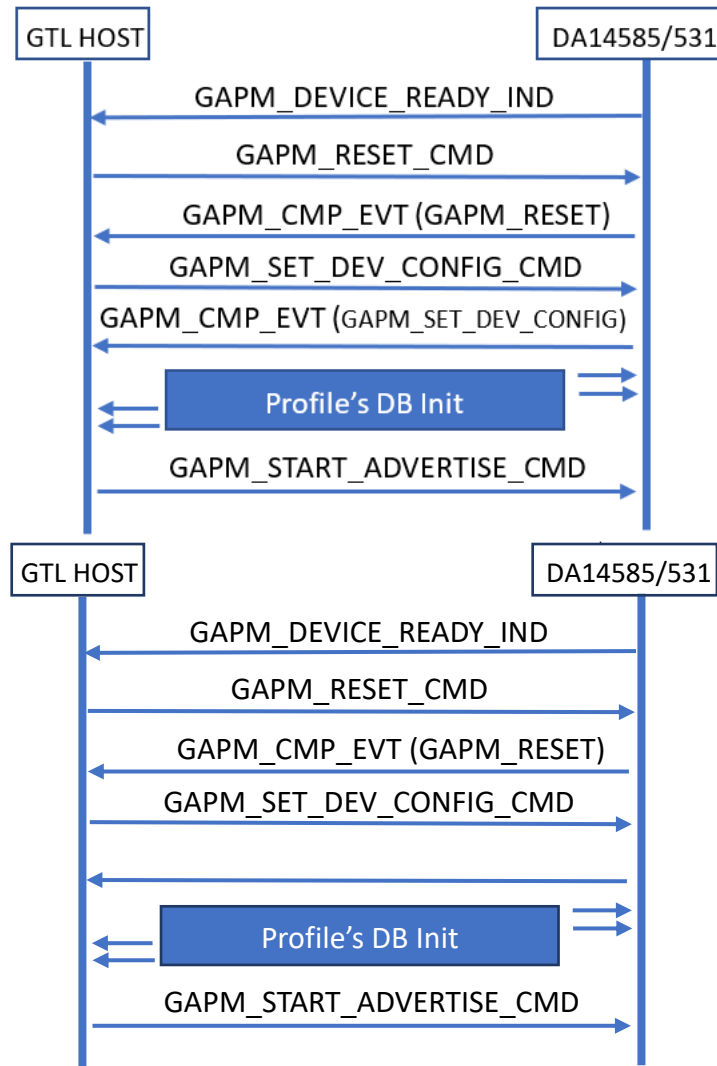 GTL HOST
DA14585/531
GAPM_DEVICE_READY_IND
GAPM_RESET_CMD
GAPM_CMP_EVT (GAPM_RESET)
GAPM_SET_DEV_CONFIG_CMD
GAPM_CMP_EVT (GAPM_SET_DEV_CONFIG)
Profile's DB Init
GAPM_START_ADVERTISE_CMD
GTL HOST
DA14585/531
GAPM_DEVICE_READY_IND
GAPM_RESET_CMD
GAPM_CMP_EVT (GAPM_RESET)
GAPM_SET_DEV_CONFIG_CMD
Profile's DB Init
GAPM_START_ADVERTISE_CMD